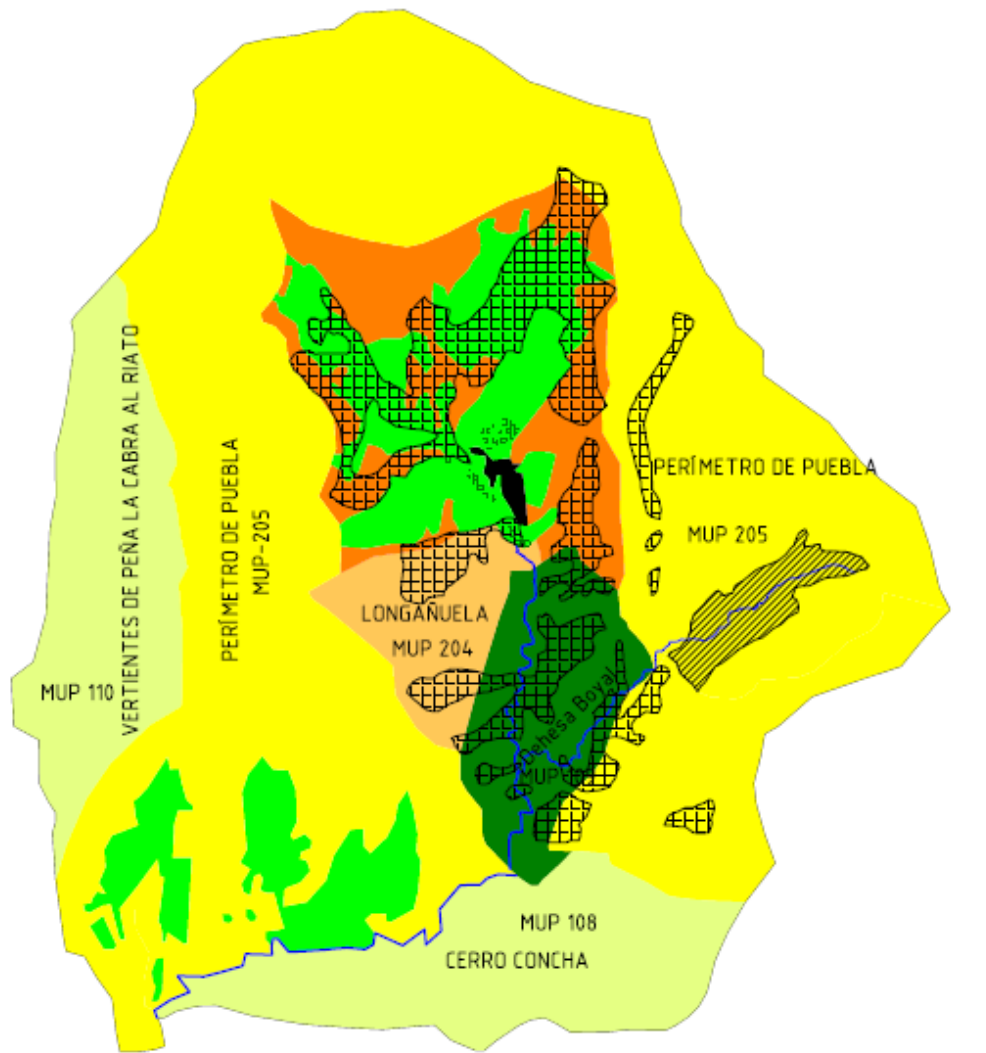 VERTIENTES DE PEÑA LA CABRA AL RIATO
MUP 110
PERÍMETRO DE PUEBLA
MUP-205
PERÍMETRO DE PUEBLA
MUP 205
LONGAÑUELA
MUP 204
Dehesa Boyal
MUP
MUP 108
CERRO CONCHA